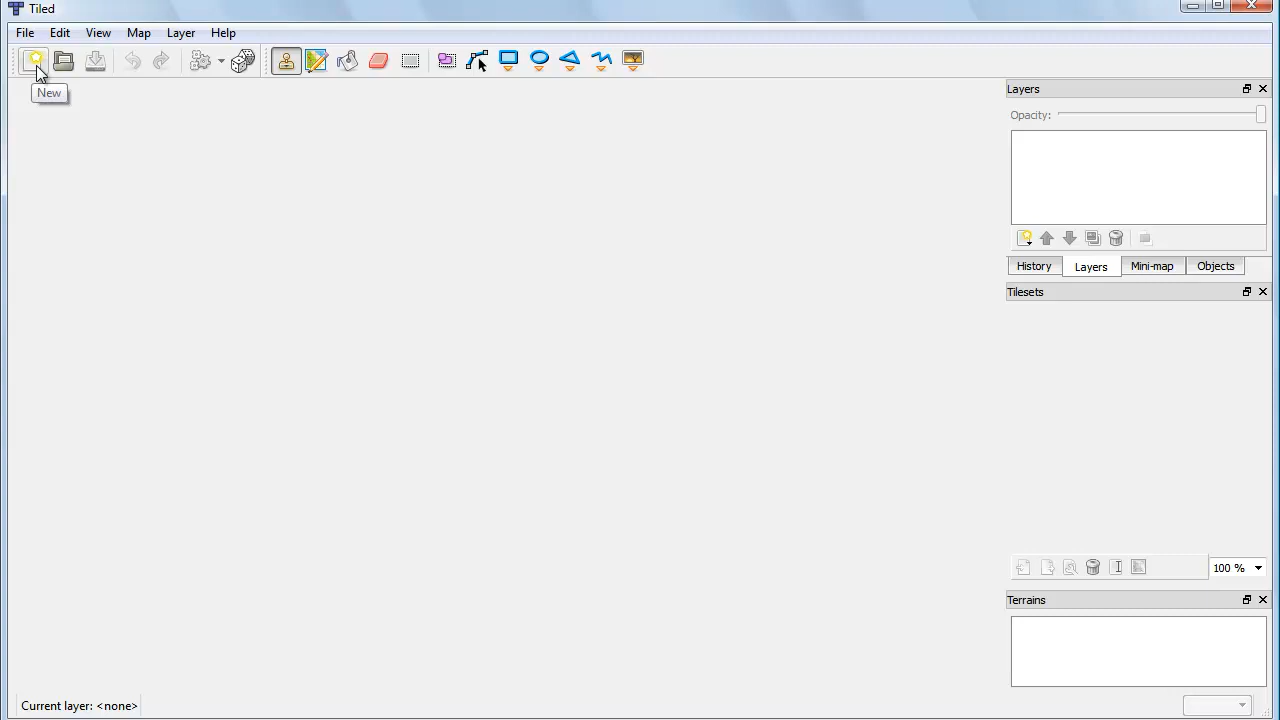 Tiled
File Edit View Map Layer Help
New
Layers
Opacity:
History Layers Mini-map Objects
Tilesets
100 %
Terrains
Current layer: <none>